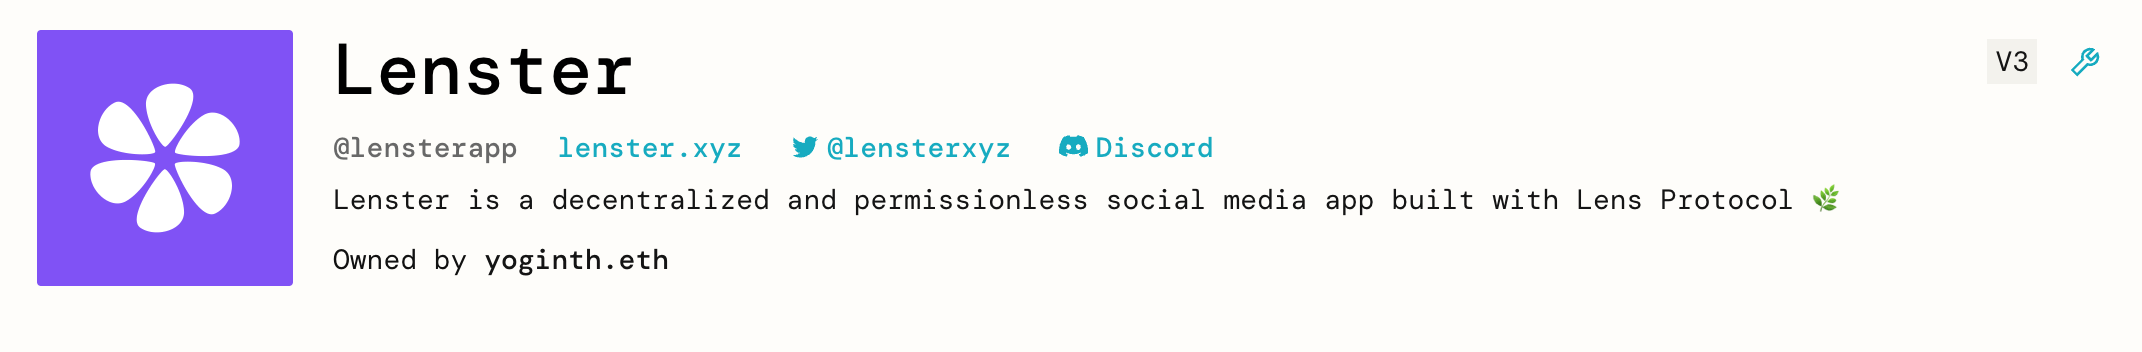 Lenster
V3
@lensterapp lenster.xyz @lensterxyz Discord
Lenster is a decentralized and permissionless social media app built with Lens Protocol 🌿
Owned by yoginth.eth